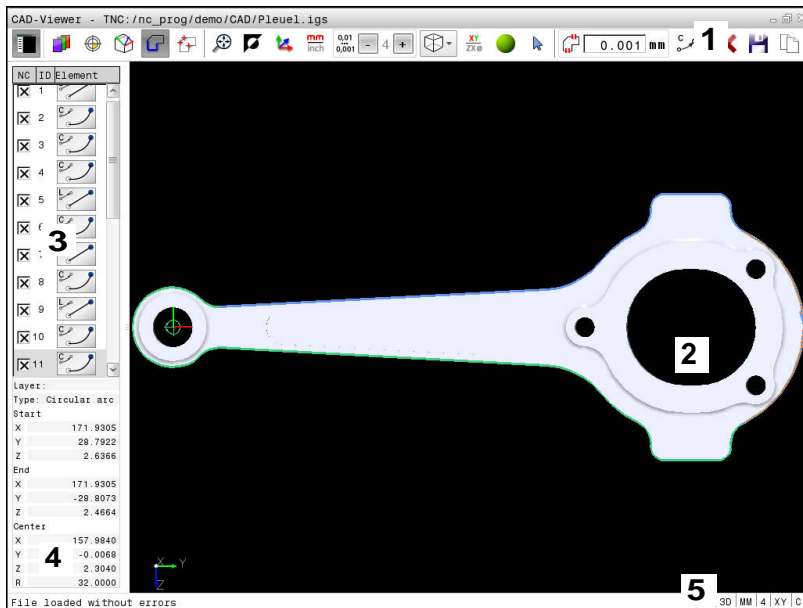 CAD-Viewer - TNC:/nc_prog/demo/CAD/Pleuel.igs
mm
inch
0,01
0,001
- 4 +
XY
ZX⌀
0.001 mm
C
1
NC ID Element
1
2 C
3 C
4 C
5 L
C
3
8 C
9 L
10 C
11 C
2
Layer:
Type: Circular arc
Start
X 171.9305
Y 28.7922
Z 2.6366
End
X 171.9305
Y -28.8073
Z 2.4664
Center
X 157.9840
Y -0.0068
Z 2.3040
R 32.0000
4
X Y
Z
5
File loaded without errors
3D MM 4 XY C